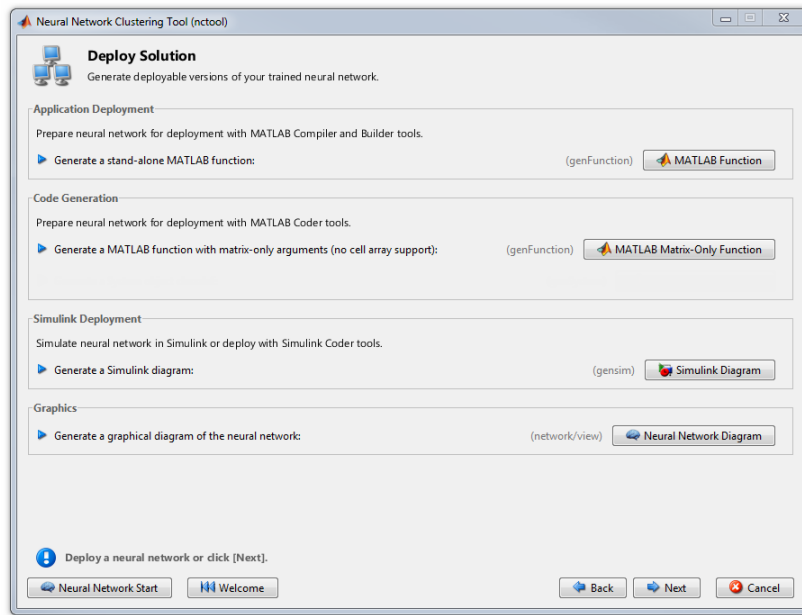 Neural Network Clustering Tool (nctool)
Deploy Solution
Generate deployable versions of your trained neural network.
Application Deployment
Prepare neural network for deployment with MATLAB Compiler and Builder tools.
Generate a stand-alone MATLAB function: (genFunction) MATLAB Function
Code Generation
Prepare neural network for deployment with MATLAB Coder tools.
Generate a MATLAB function with matrix-only arguments (no cell array support): (genFunction) MATLAB Matrix-Only Function
Simulink Deployment
Simulate neural network in Simulink or deploy with Simulink Coder tools.
Generate a Simulink diagram: (gensim) Simulink Diagram
Graphics
Generate a graphical diagram of the neural network: (network/view) Neural Network Diagram
Deploy a neural network or click [Next].
Neural Network Start Welcome Back Next Cancel